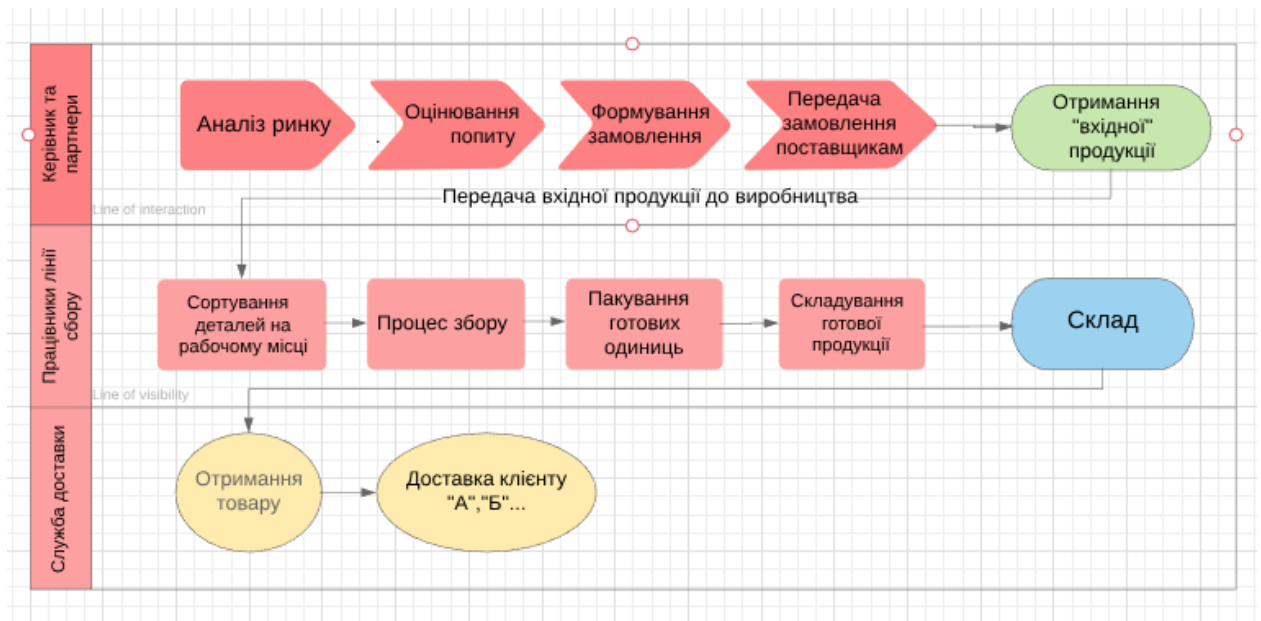 Керівник та
партнери
Аналіз ринку
Оцінювання
попиту
Формування
замовлення
Передача
замовлення
поставщикам
Отримання
"вхідної"
продукції
Передача вхідної продукції до виробництва
Line of interaction
Працівники лінії
сбору
Сортування
деталей на
рабочому місці
Процес збору
Пакування
готових
одиниць
Складування
готової
продукції
Склад
Line of visibility
Служба доставки
Отримання
товару
Доставка клієнту
"А","Б"...